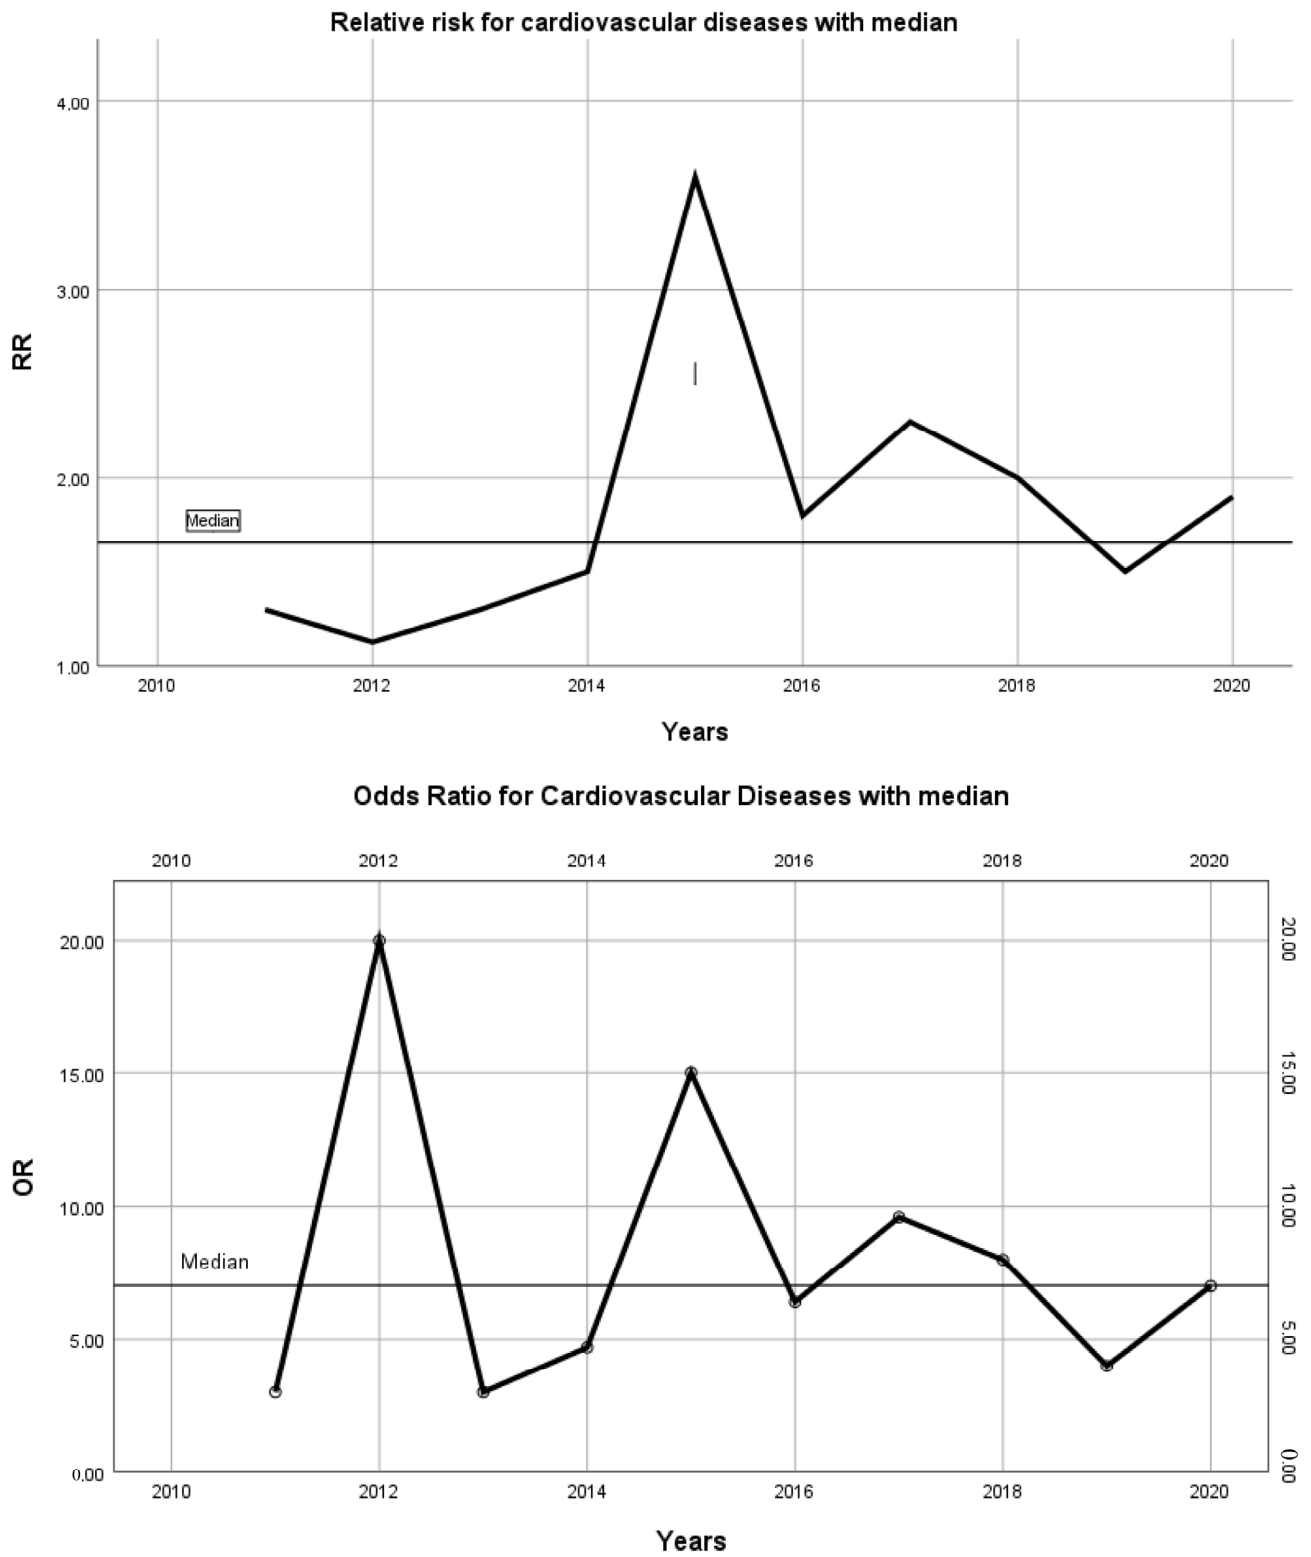 Relative risk for cardiovascular diseases with median
4.00
3.00
RR
2.00
Median
1.00
2010 2012 2014 2016 2018 2020
Years
Odds Ratio for Cardiovascular Diseases with median
2010 2012 2014 2016 2018 2020
20.00 20.00
15.00 15.00
OR
10.00 10.00
Median
5.00 5.00
0.00 0.00
2010 2012 2014 2016 2018 2020
Years